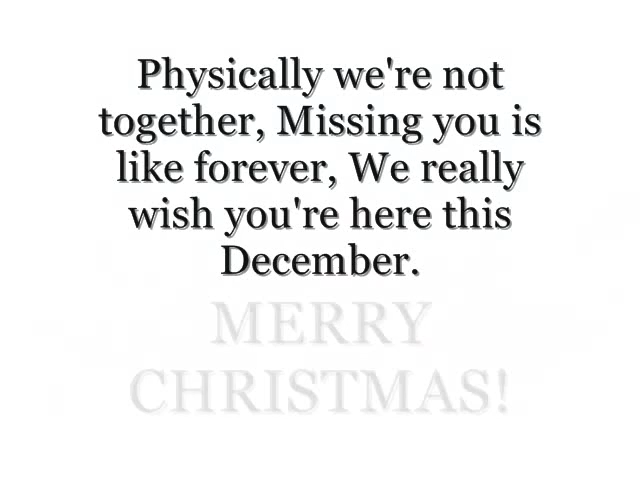 Physically we're not
together, Missing you is
like forever, We really
wish you're here this
December.
MERRY
CHRISTMAS!